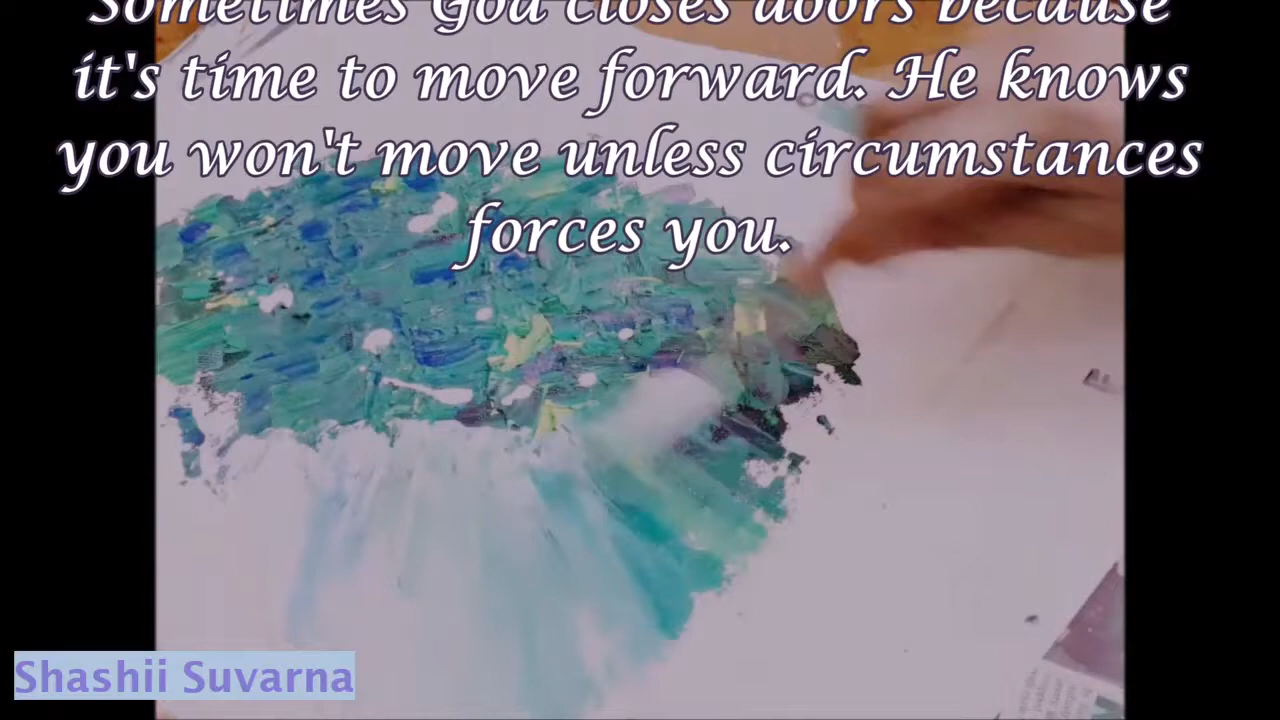 Sometimes God closes doors because
it's time to move forward. He knows
you won't move unless circumstances
forces you.
Shashii Suvarna